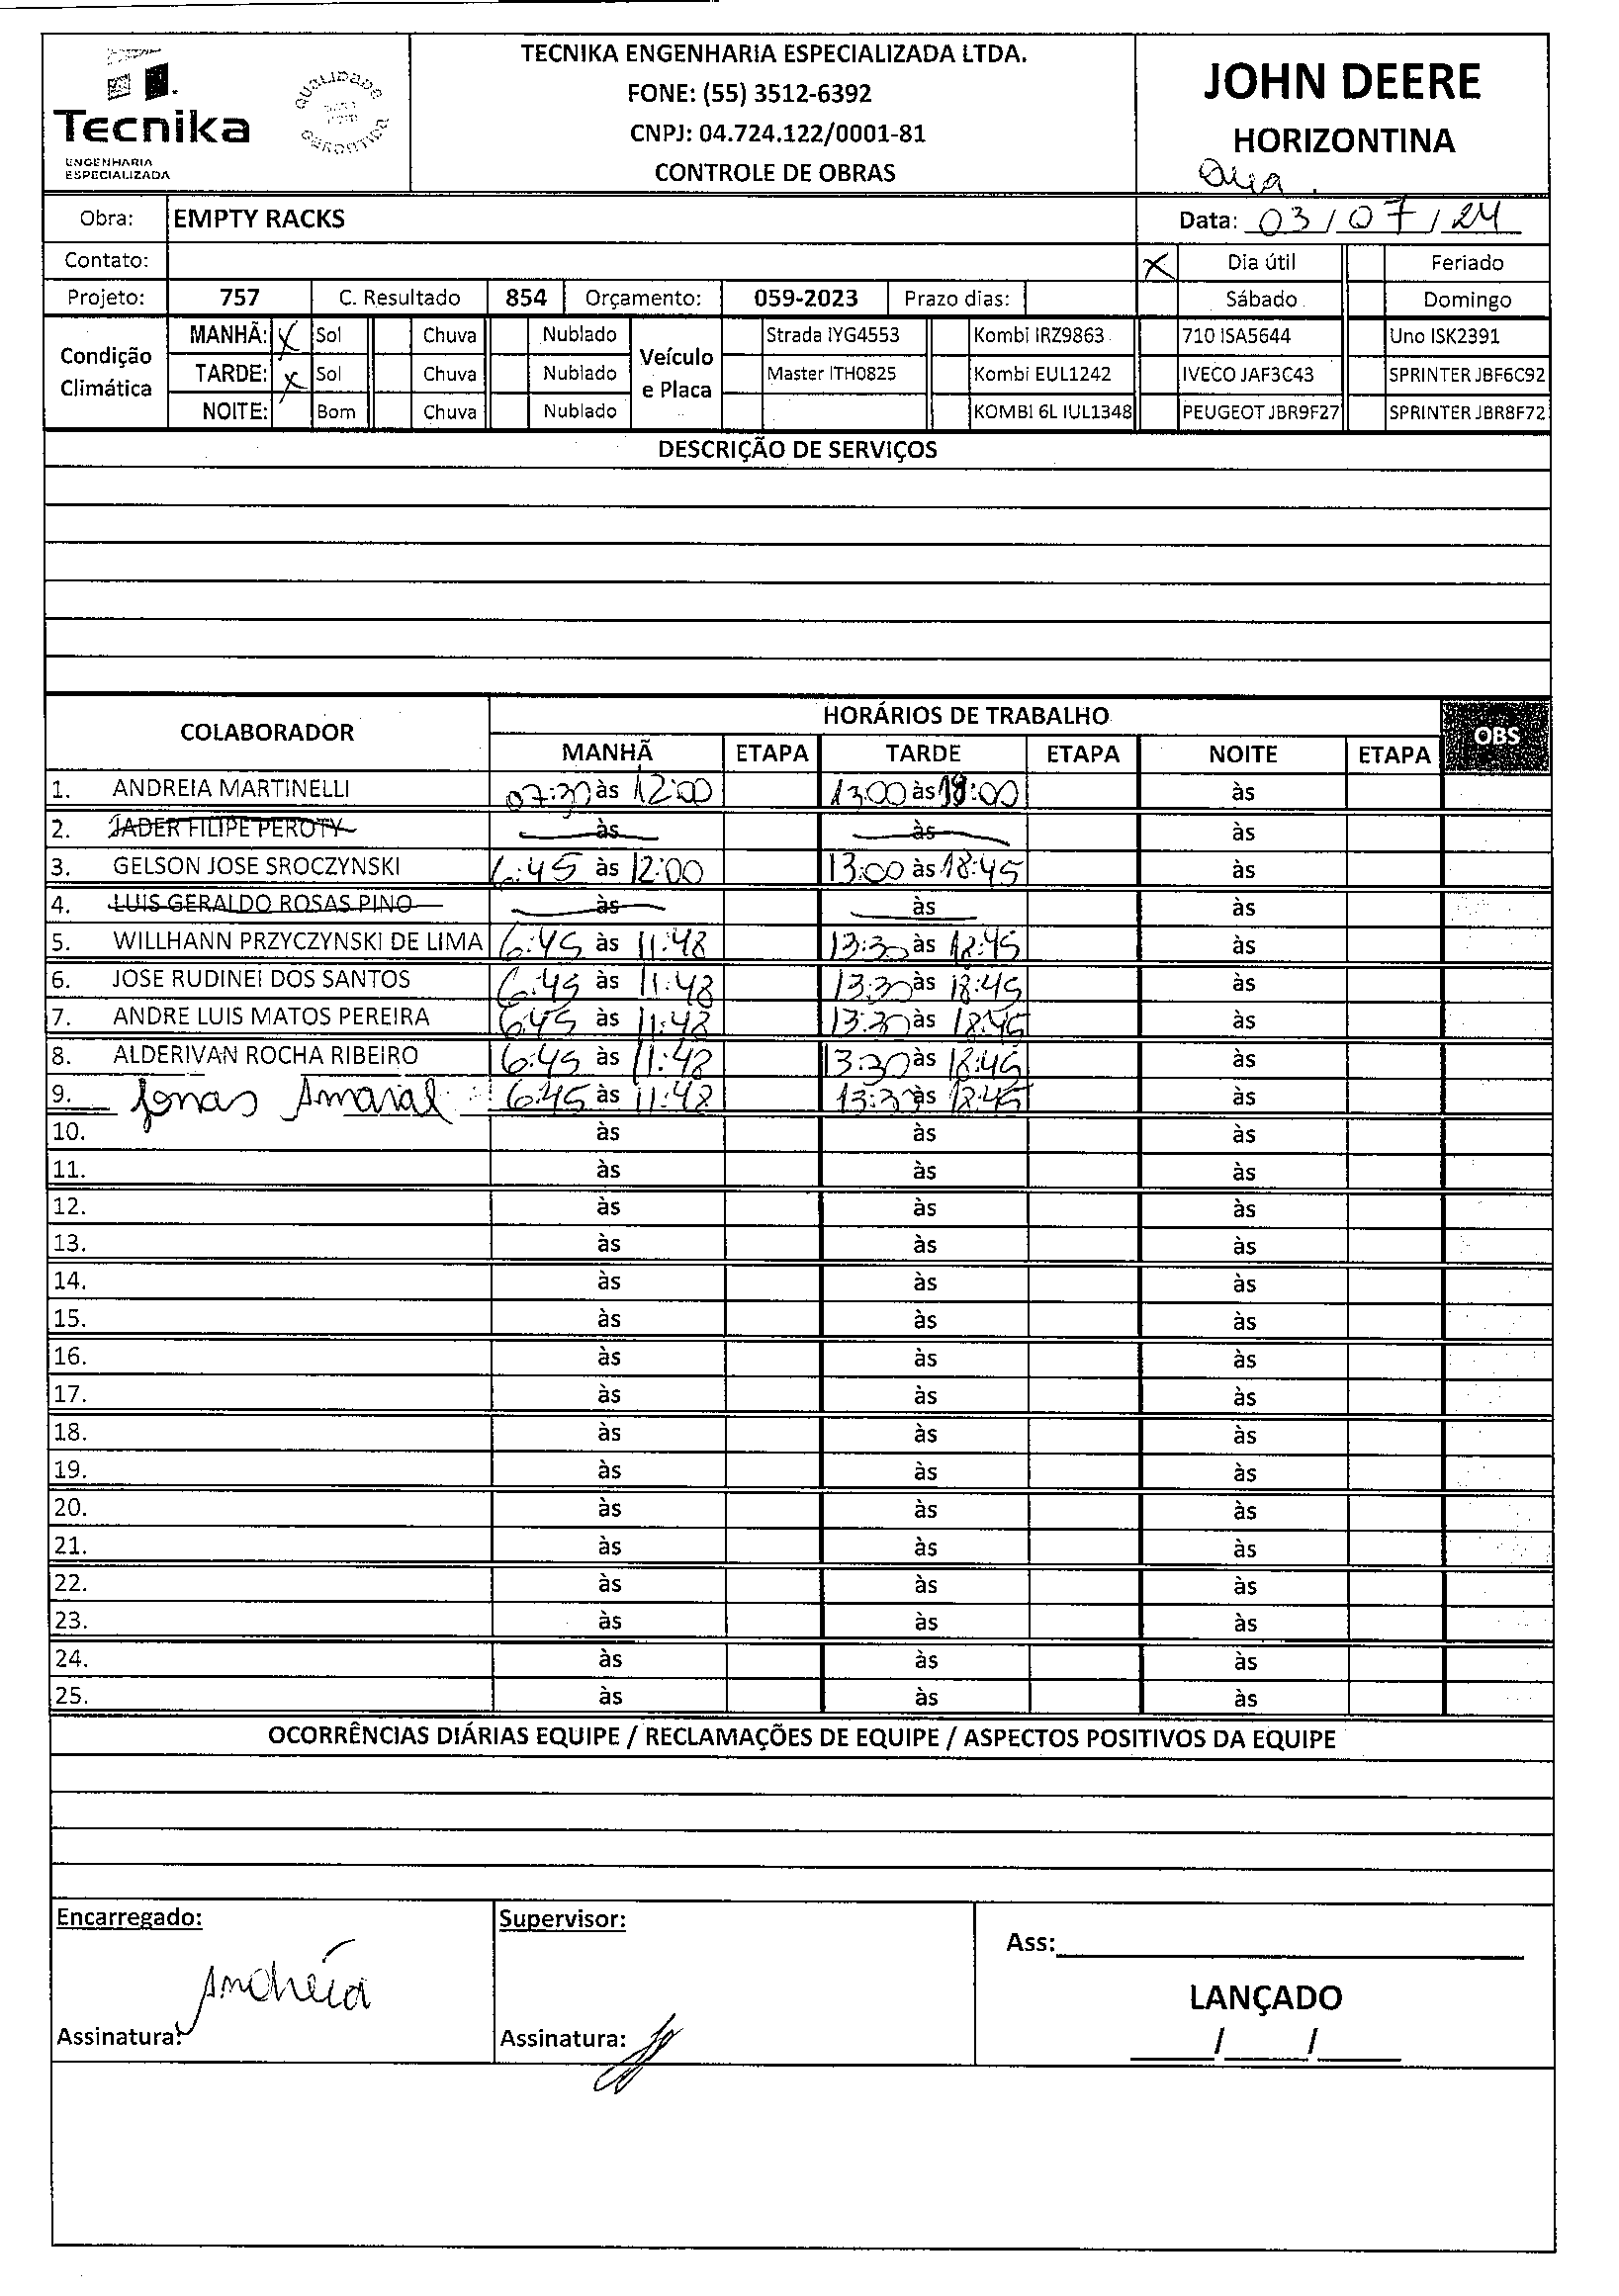 Tecnika
ENGENHARIA
ESPECIALIZADA
QUALIDADE
GARANTIDA
TECNIKA ENGENHARIA ESPECIALIZADA LTDA.
FONE: (55) 3512-6392
CNPJ: 04.724.122/0001-81
CONTROLE DE OBRAS
JOHN DEERE
HORIZONTINA
Obra: EMPTY RACKS Data: 03/07/24
Contato: X Dia útil Feriado
Projeto: 757 C. Resultado 854 Orçamento: 059-2023 Prazo dias: Sábado Domingo
Condição Climática
MANHÃ: X Sol Chuva Nublado
TARDE: X Sol Chuva Nublado
NOITE: Bom Chuva Nublado
Veículo e Placa
Strada IYG4553 Kombi IRZ9863 710 ISA5644 Uno ISK2391
Master ITH0825 Kombi EUL1242 IVECO JAF3C43 SPRINTER JBF6C92
KOMBI 6L IUL1348 PEUGEOT JBR9F27 SPRINTER JBR8F72
DESCRIÇÃO DE SERVIÇOS
COLABORADOR HORÁRIOS DE TRABALHO OBS
MANHÃ ETAPA TARDE ETAPA NOITE ETAPA
1. ANDREIA MARTINELLI 07:30 às 12:00 13:00 às 18:00 às
2. JADER FILIPE PEROTY às às às
3. GELSON JOSE SROCZYNSKI 6:45 às 12:00 13:00 às 18:45 às
4. LUIS GERALDO ROSAS PINO às às às
5. WILLHANN PRZYCZYNSKI DE LIMA 6:45 às 11:48 13:30 às 18:45 às
6. JOSE RUDINEI DOS SANTOS 6:45 às 11:48 13:30 às 18:45 às
7. ANDRE LUIS MATOS PEREIRA 6:45 às 11:48 13:30 às 18:45 às
8. ALDERIVAN ROCHA RIBEIRO 6:45 às 11:48 13:30 às 18:45 às
9. Jonas Amaral 6:45 às 11:48 13:30 às 18:45 às
10. às às às
11. às às às
12. às às às
13. às às às
14. às às às
15. às às às
16. às às às
17. às às às
18. às às às
19. às às às
20. às às às
21. às às às
22. às às às
23. às às às
24. às às às
25. às às às
OCORRÊNCIAS DIÁRIAS EQUIPE / RECLAMAÇÕES DE EQUIPE / ASPECTOS POSITIVOS DA EQUIPE
Encarregado:
Andréia
Assinatura:
Supervisor:
Assinatura:
Ass:
LANÇADO
/ /